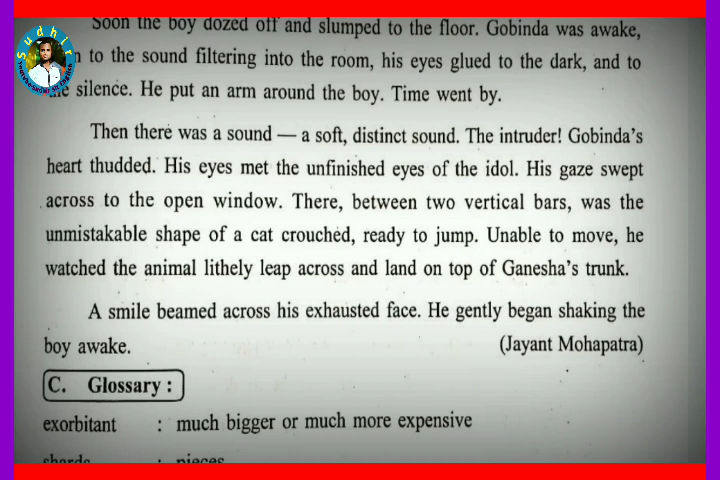 Soon the boy dozed off and slumped to the floor. Gobinda was awake,
to the sound filtering into the room, his eyes glued to the dark, and to
silence. He put an arm around the boy. Time went by.
Then there was a sound — a soft, distinct sound. The intruder! Gobinda's
heart thudded. His eyes met the unfinished eyes of the idol. His gaze swept
across to the open window. There, between two vertical bars, was the
unmistakable shape of a cat crouched, ready to jump. Unable to move, he
watched the animal lithely leap across and land on top of Ganesha's trunk.
A smile beamed across his exhausted face. He gently began shaking the
boy awake. (Jayant Mohapatra)
C. Glossary :
exorbitant : much bigger or much more expensive
shards : pieces
Sudhir